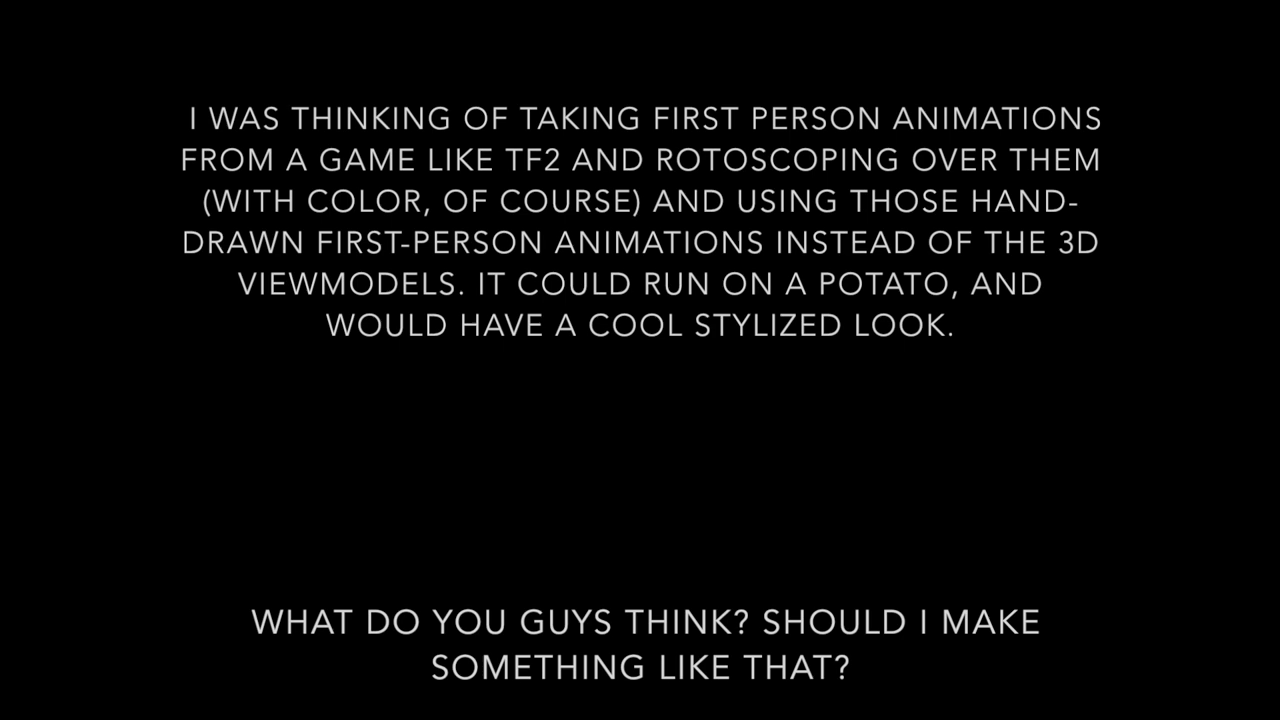 I WAS THINKING OF TAKING FIRST PERSON ANIMATIONS
FROM A GAME LIKE TF2 AND ROTOSCOPING OVER THEM
(WITH COLOR, OF COURSE) AND USING THOSE HAND-
DRAWN FIRST-PERSON ANIMATIONS INSTEAD OF THE 3D
VIEWMODELS. IT COULD RUN ON A POTATO, AND
WOULD HAVE A COOL STYLIZED LOOK.
WHAT DO YOU GUYS THINK? SHOULD I MAKE
SOMETHING LIKE THAT?